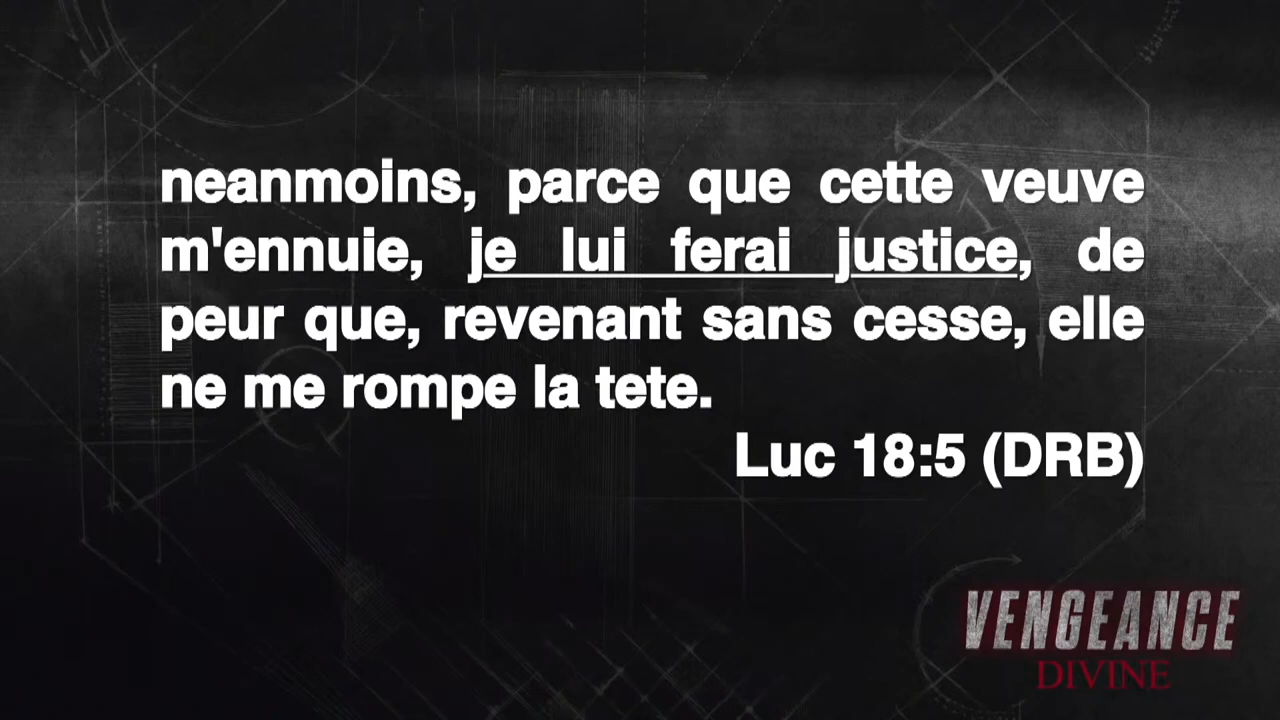 neanmoins, parce que cette veuve
m'ennuie, je lui ferai justice, de
peur que, revenant sans cesse, elle
ne me rompe la tete.
Luc 18:5 (DRB)
VENGEANCE
DIVINE